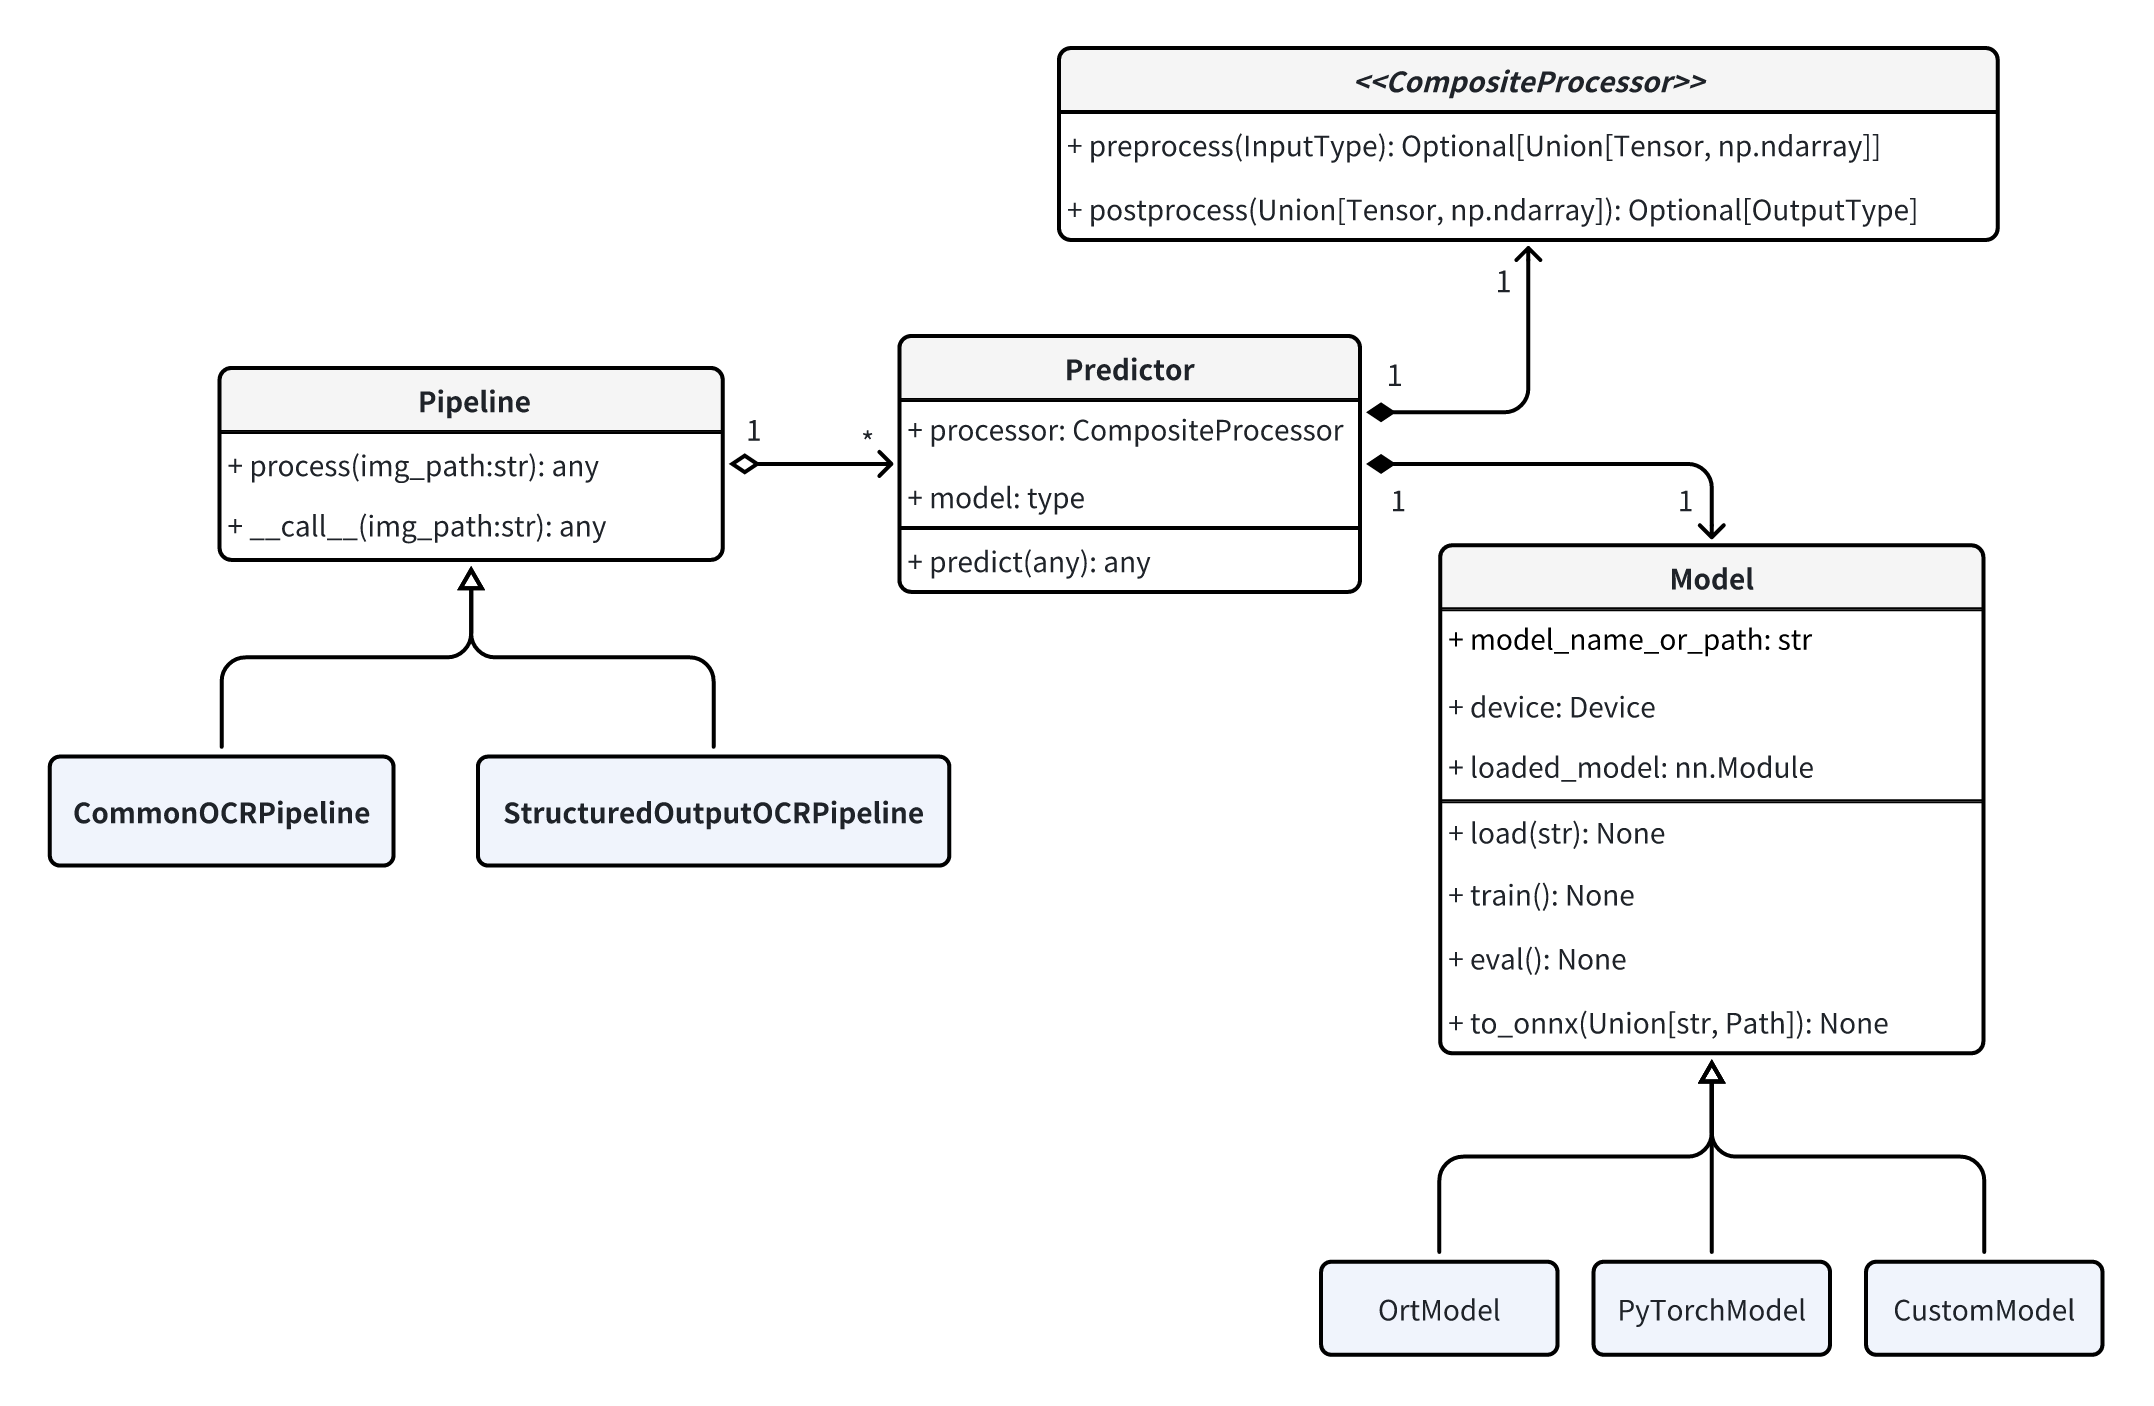 <<CompositeProcessor>>
+ preprocess(InputType): Optional[Union[Tensor, np.ndarray]]
+ postprocess(Union[Tensor, np.ndarray]): Optional[OutputType]
1
Predictor
+ processor: CompositeProcessor
+ model: type
+ predict(any): any
1
1
1
Pipeline
+ process(img_path:str): any
+ __call__(img_path:str): any
1
*
CommonOCRPipeline
StructuredOutputOCRPipeline
Model
+ model_name_or_path: str
+ device: Device
+ loaded_model: nn.Module
+ load(str): None
+ train(): None
+ eval(): None
+ to_onnx(Union[str, Path]): None
OrtModel
PyTorchModel
CustomModel